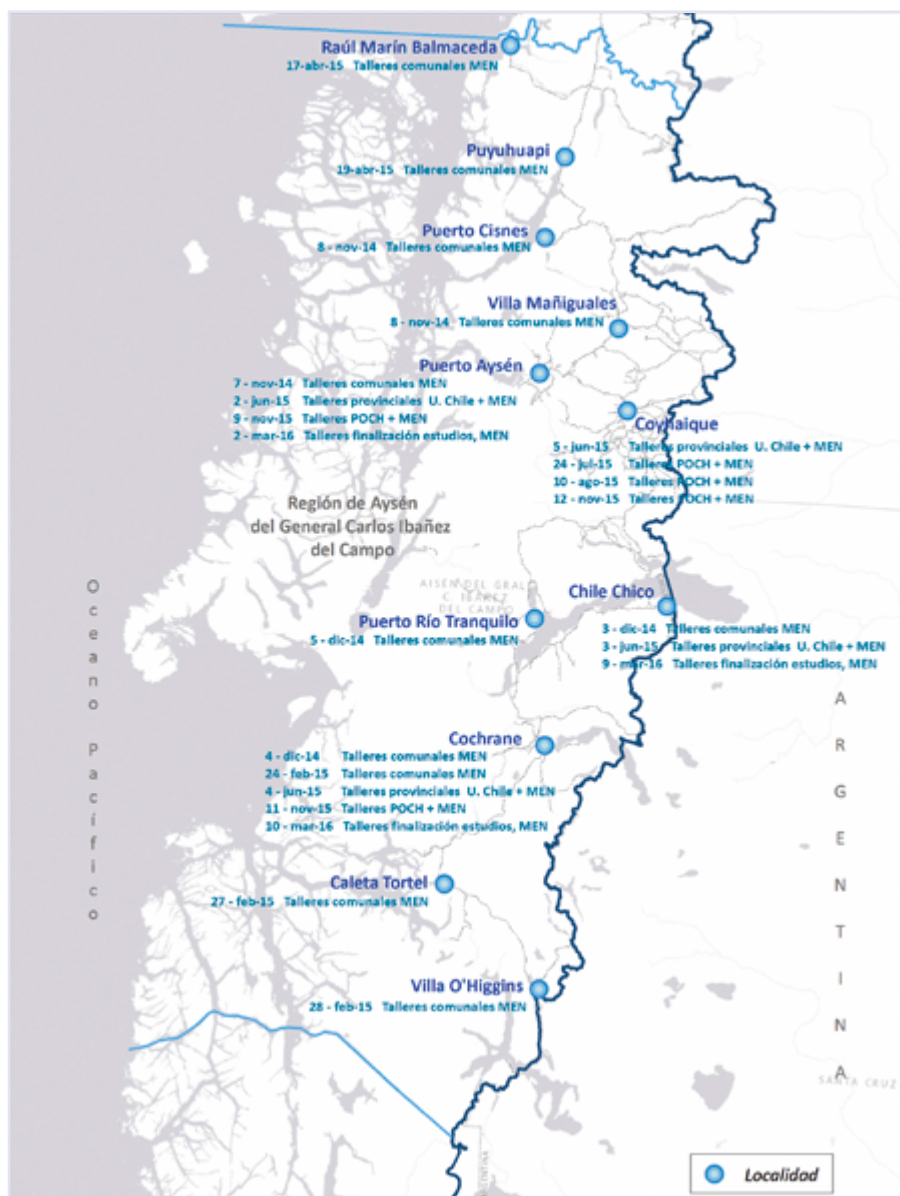 Raúl Marín Balmaceda
17-abr-15 Talleres comunales MEN
Puyuhuapi
19-abr-15 Talleres comunales MEN
Puerto Cisnes
8 - nov-14 Talleres comunales MEN
Villa Mañiguales
8 - nov-14 Talleres comunales MEN
Puerto Aysén
7 - nov-14 Talleres comunales MEN
2 - jun-15 Talleres provinciales U. Chile + MEN
9 - nov-15 Talleres POCH + MEN
2 - mar-16 Talleres finalización estudios, MEN
Coyhaique
5 - jun-15 Talleres provinciales U. Chile + MEN
24 - jul-15 Talleres POCH + MEN
10 - ago-15 Talleres POCH + MEN
12 - nov-15 Talleres POCH + MEN
Región de Aysén
del General Carlos Ibañez
del Campo
AISÉN DEL GRAL
C. IBÁÑEZ
DEL CAMPO
Chile Chico
3 - dic-14 Talleres comunales MEN
3 - jun-15 Talleres provinciales U. Chile + MEN
9 - mar-16 Talleres finalización estudios, MEN
Puerto Río Tranquilo
5 - dic-14 Talleres comunales MEN
Cochrane
4 - dic-14 Talleres comunales MEN
24 - feb-15 Talleres comunales MEN
4 - jun-15 Talleres provinciales U. Chile + MEN
11 - nov-15 Talleres POCH + MEN
10 - mar-16 Talleres finalización estudios, MEN
Caleta Tortel
27 - feb-15 Talleres comunales MEN
Villa O'Higgins
28 - feb-15 Talleres comunales MEN
Oceano Pacífico
ARGENTINA
SANTA CRUZ
Localidad